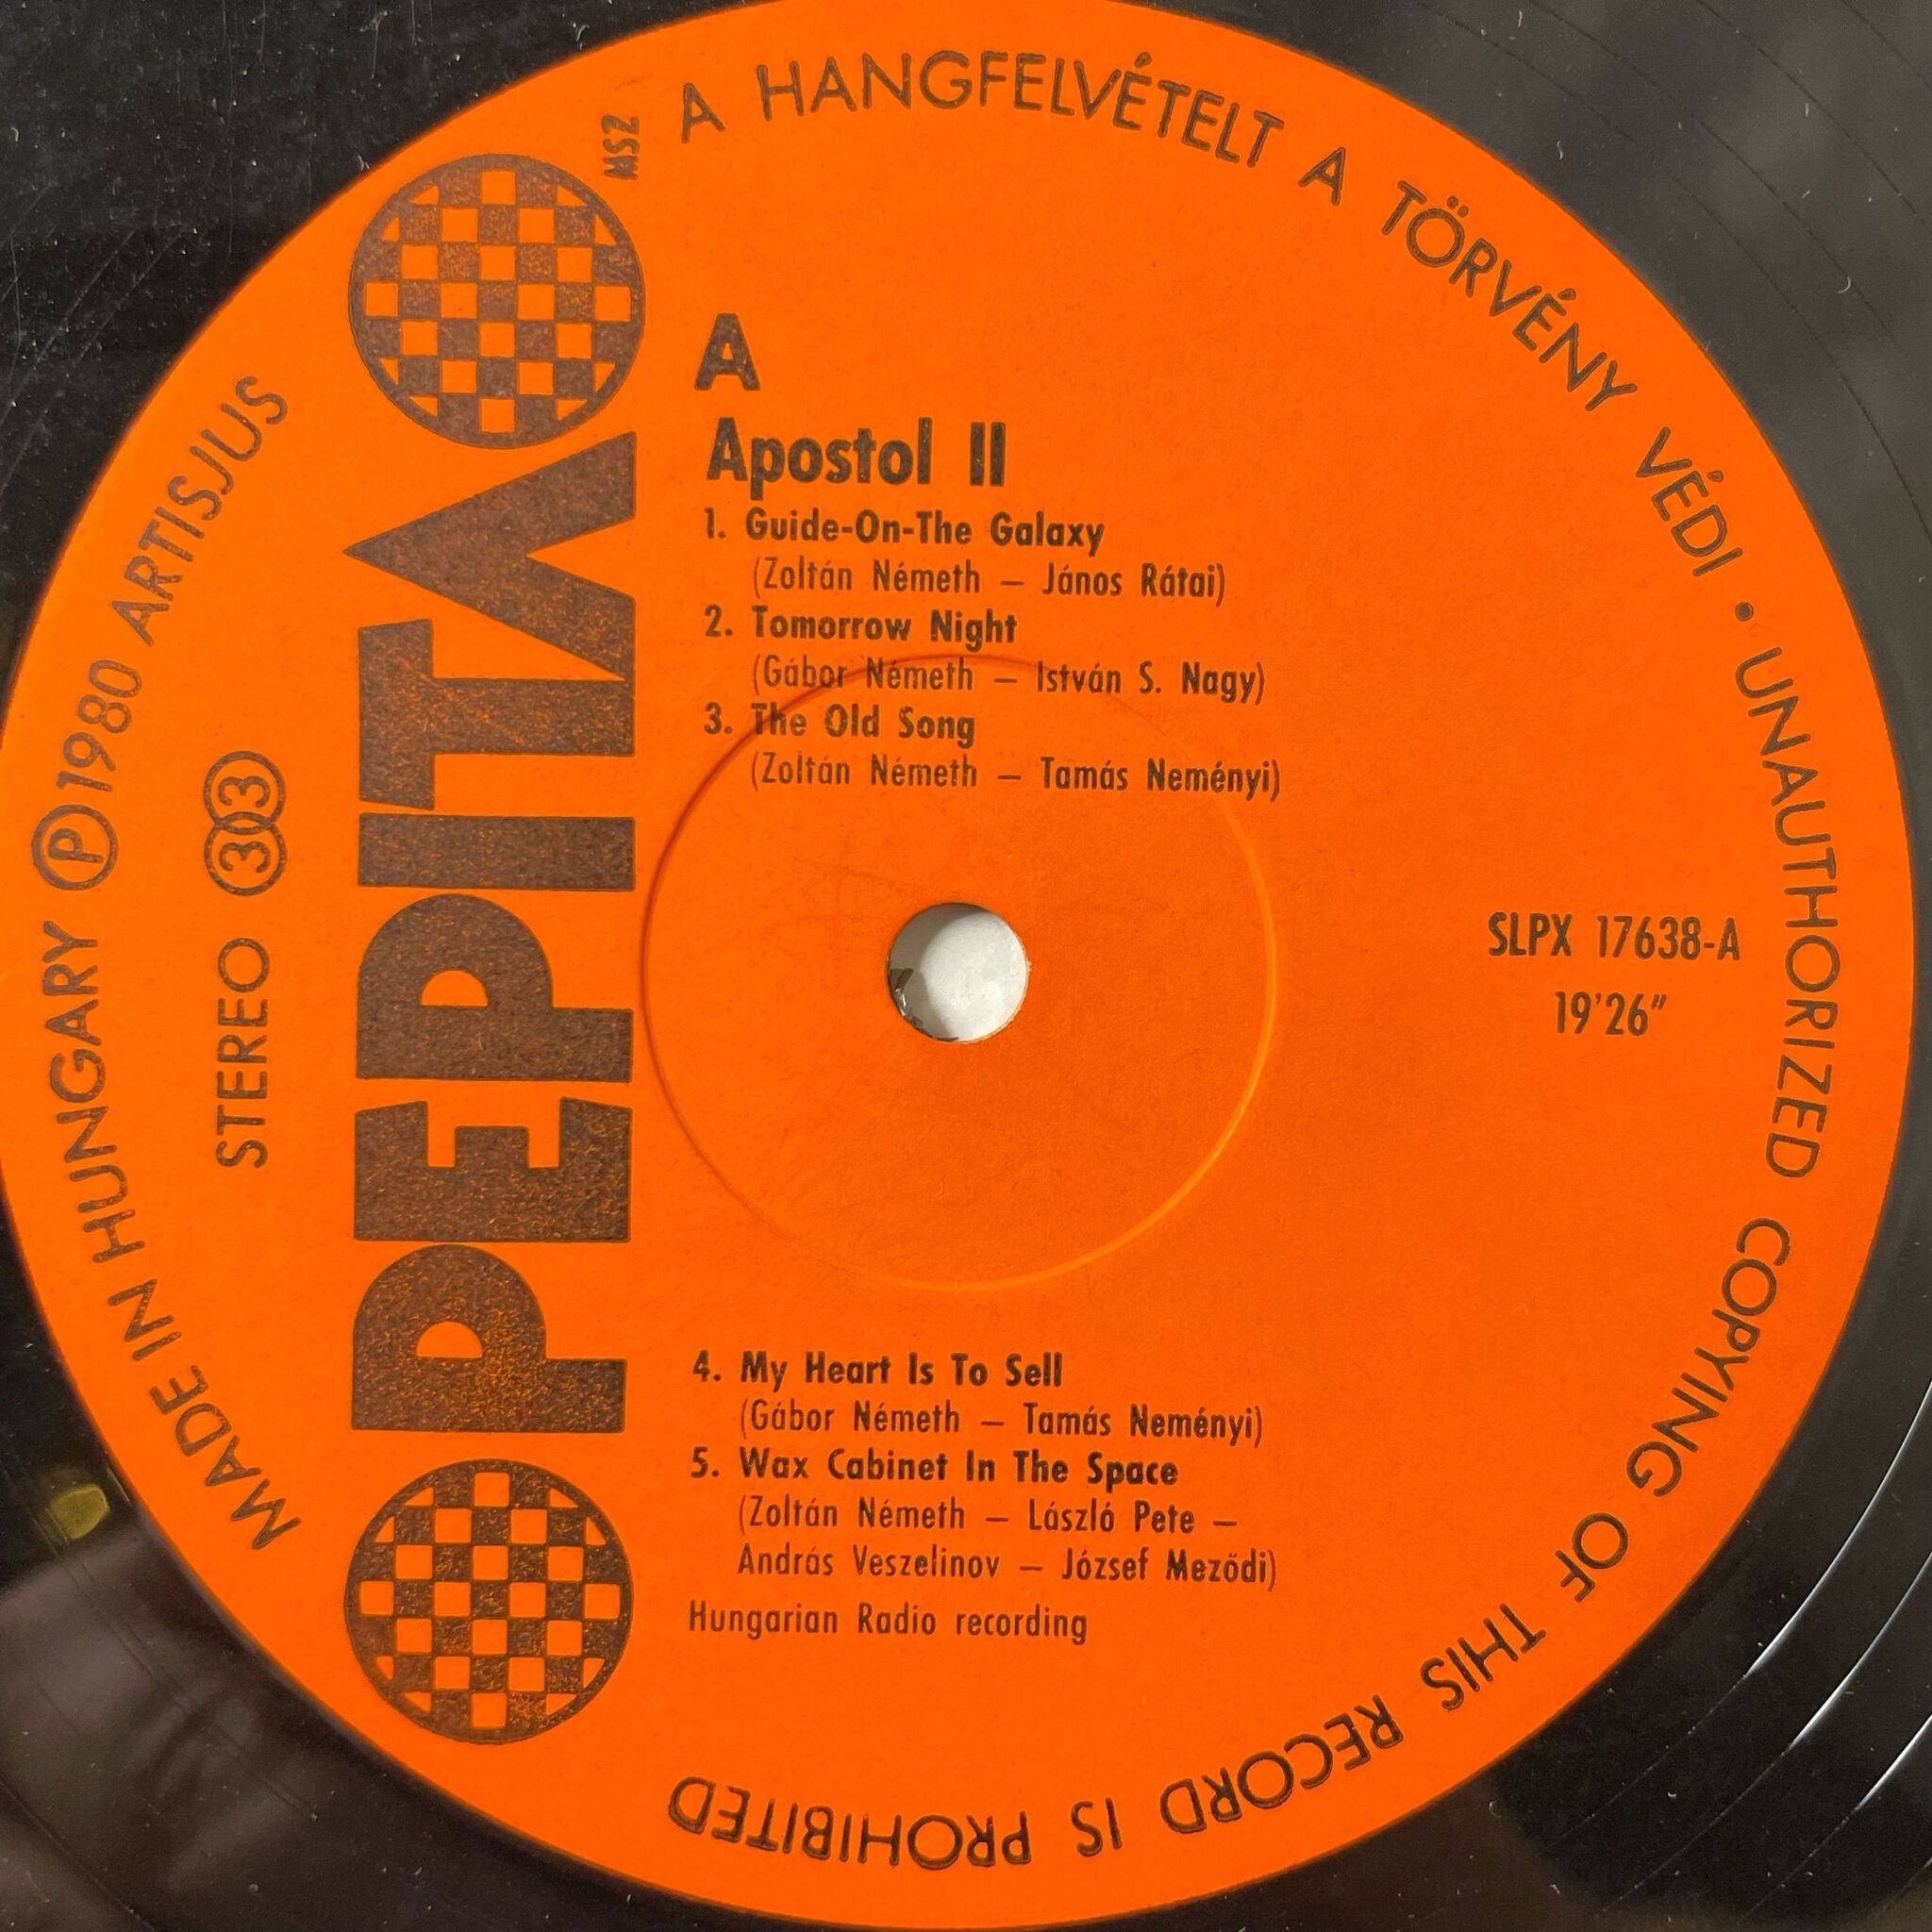 A HANGFELVÉTELT A TÖRVÉNY VÉDI • UNAUTHORIZED COPYING OF THIS RECORD IS PROHIBITED
MADE IN HUNGARY Ⓟ 1980 ARTISJUS
STEREO 33
PEPITA
MSZ
A
Apostol II
1. Guide-On-The Galaxy
(Zoltán Németh – János Rátai)
2. Tomorrow Night
(Gábor Németh – István S. Nagy)
3. The Old Song
(Zoltán Németh – Tamás Neményi)
SLPX 17638-A
19'26"
4. My Heart Is To Sell
(Gábor Németh – Tamás Neményi)
5. Wax Cabinet In The Space
(Zoltán Németh – László Pete –
András Veszelinov – József Meződi)
Hungarian Radio recording